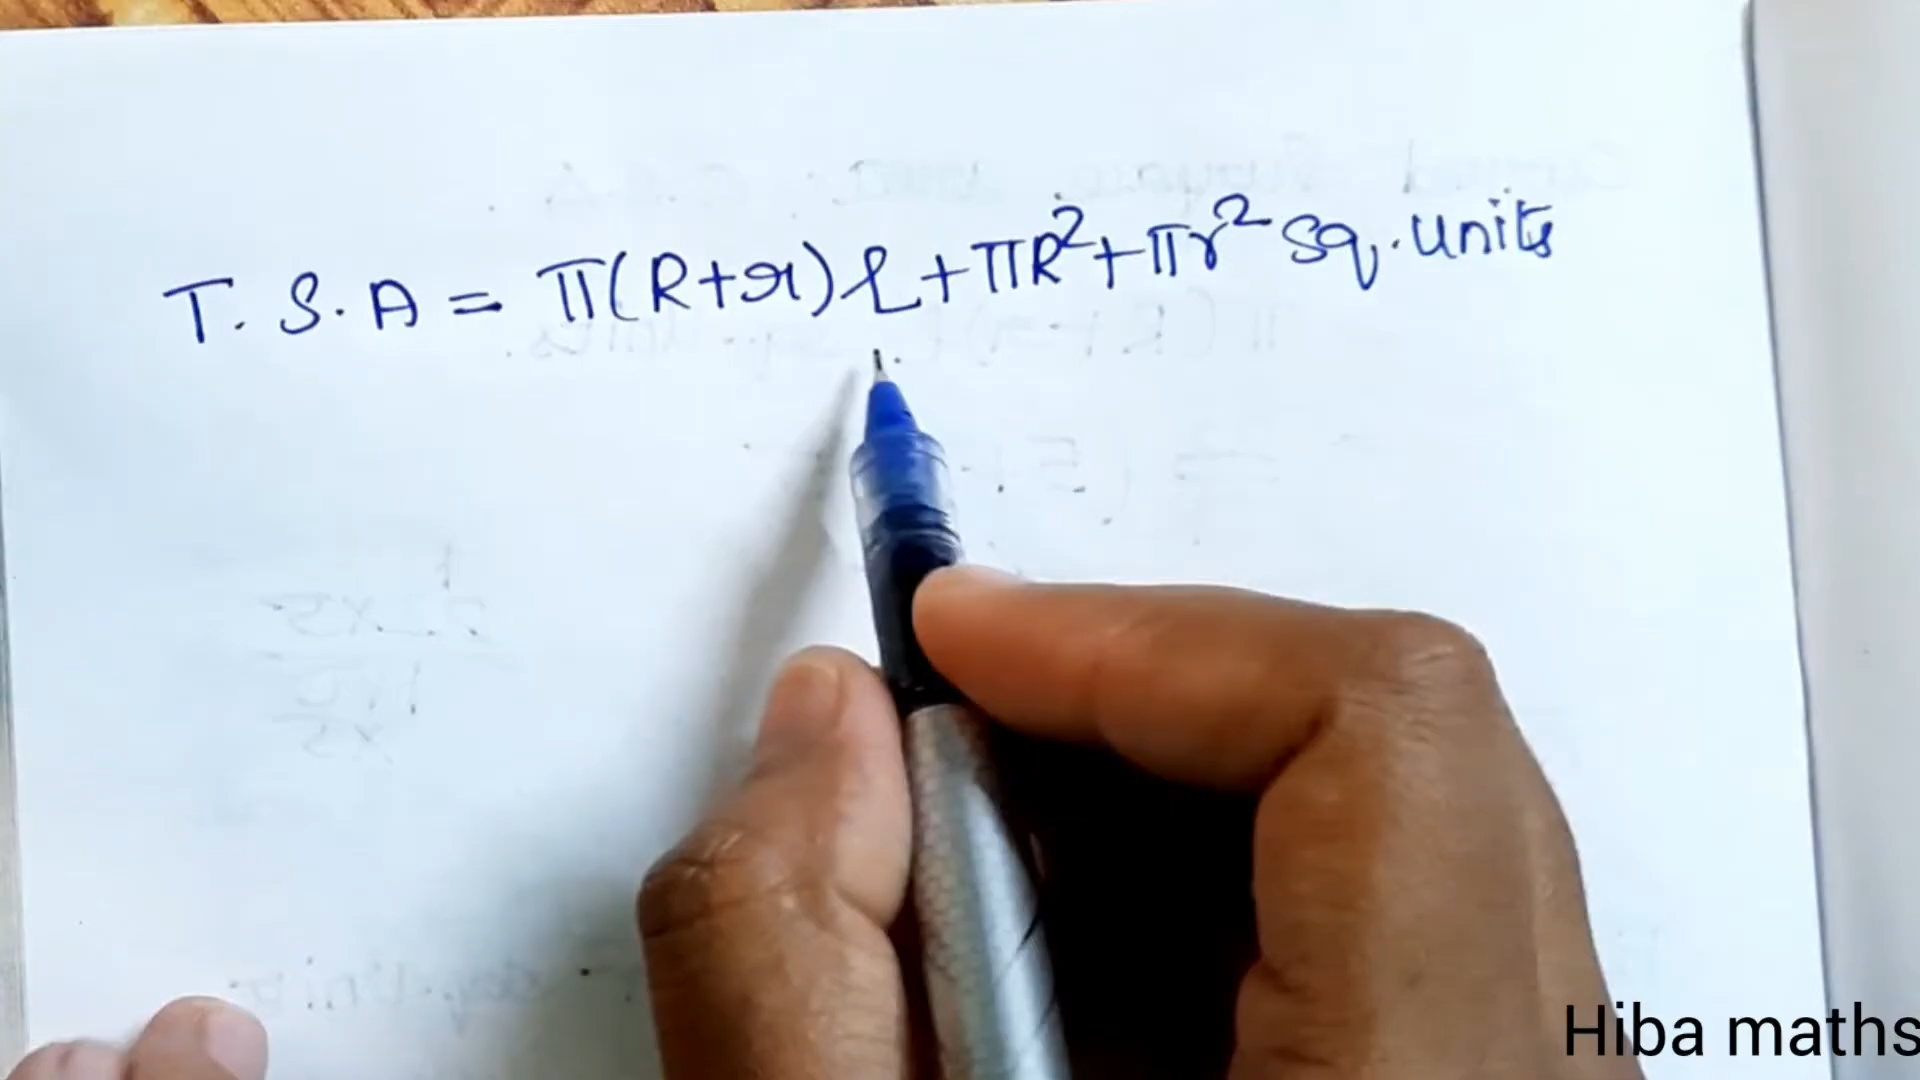 T.S.A = π(R+r)l + πR² + πr² sq.units
Hiba maths